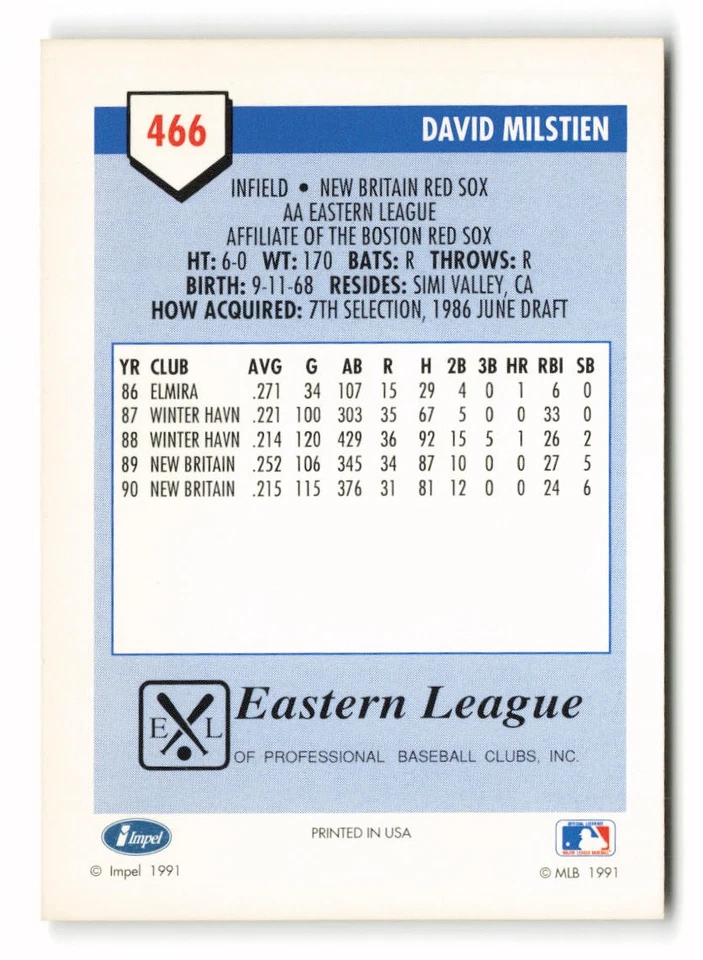 466
DAVID MILSTIEN
INFIELD • NEW BRITAIN RED SOX
AA EASTERN LEAGUE
AFFILIATE OF THE BOSTON RED SOX
HT: 6-0 WT: 170 BATS: R THROWS: R
BIRTH: 9-11-68 RESIDES: SIMI VALLEY, CA
HOW ACQUIRED: 7TH SELECTION, 1986 JUNE DRAFT
YR CLUB AVG G AB R H 2B 3B HR RBI SB
86 ELMIRA .271 34 107 15 29 4 0 1 6 0
87 WINTER HAVN .221 100 303 35 67 5 0 0 33 0
88 WINTER HAVN .214 120 429 36 92 15 5 1 26 2
89 NEW BRITAIN .252 106 345 34 87 10 0 0 27 5
90 NEW BRITAIN .215 115 376 31 81 12 0 0 24 6
E L
Eastern League
OF PROFESSIONAL BASEBALL CLUBS, INC.
Impel
PRINTED IN USA
OFFICIAL LICENSEE
MAJOR LEAGUE BASEBALL
© Impel 1991
© MLB 1991